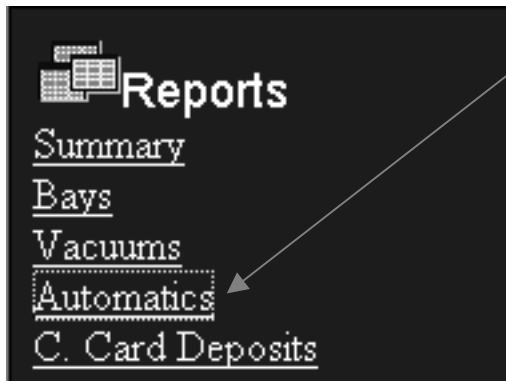 Reports
Summary
Bays
Vacuums
Automatics
C. Card Deposits